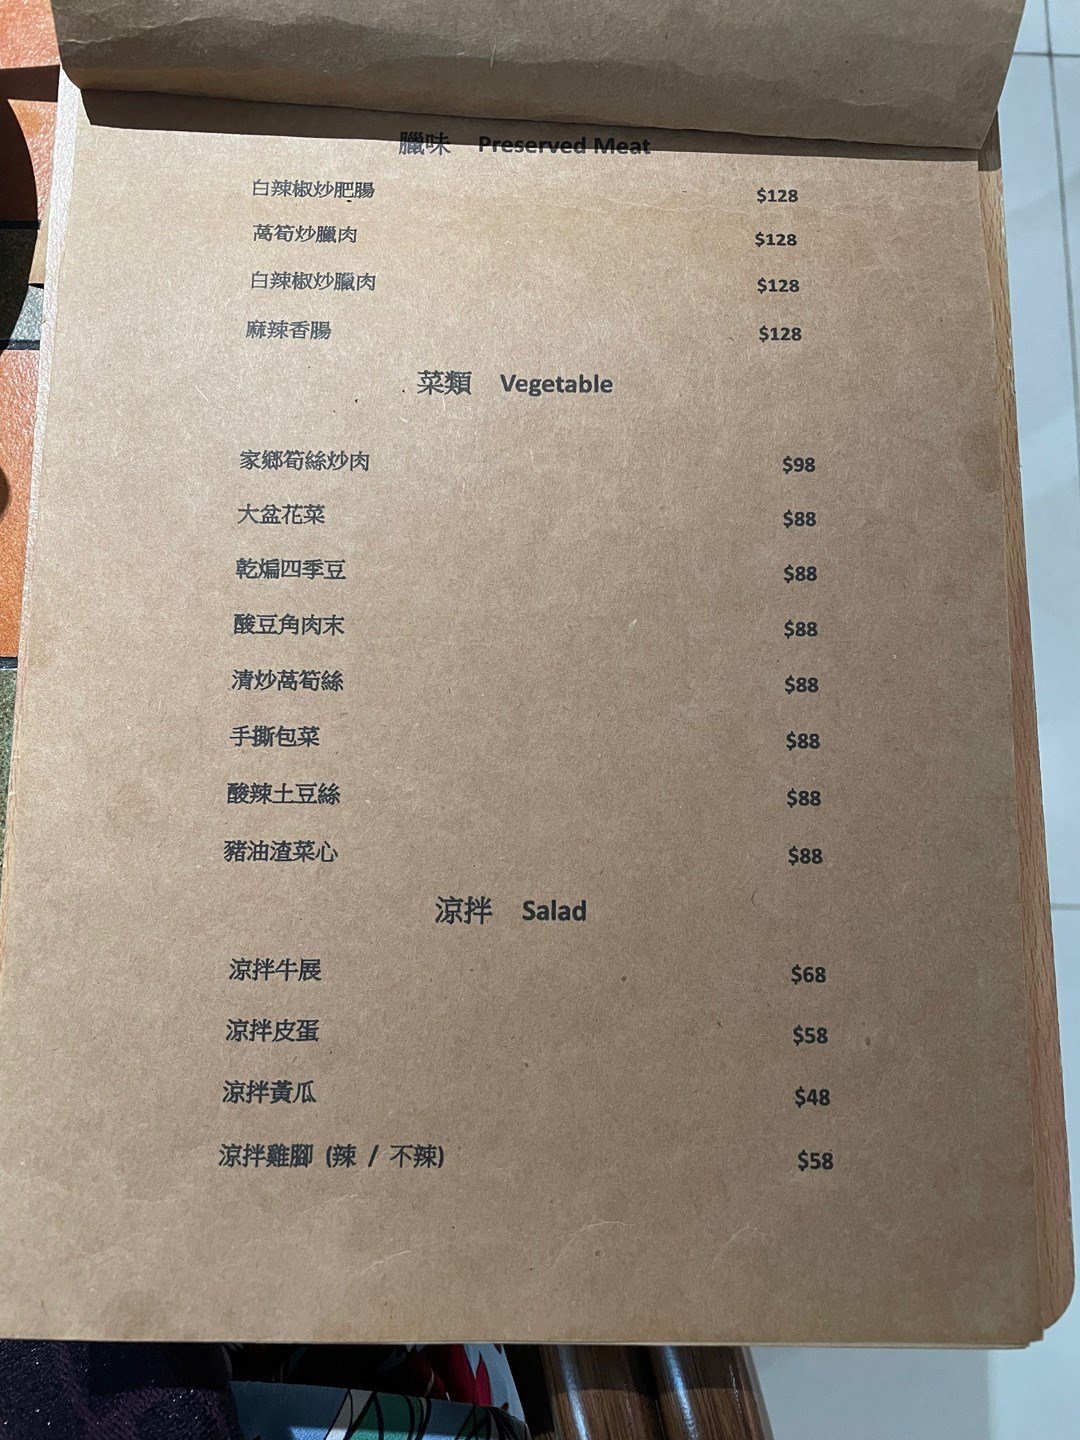 臘味 Preserved Meat
白辣椒炒肥腸 $128
萵筍炒臘肉 $128
白辣椒炒臘肉 $128
麻辣香腸 $128
菜類 Vegetable
家鄉筍絲炒肉 $98
大盆花菜 $88
乾煸四季豆 $88
酸豆角肉末 $88
清炒萵筍絲 $88
手撕包菜 $88
酸辣土豆絲 $88
豬油渣菜心 $88
涼拌 Salad
涼拌牛展 $68
涼拌皮蛋 $58
涼拌黃瓜 $48
涼拌雞腳 (辣 / 不辣) $58